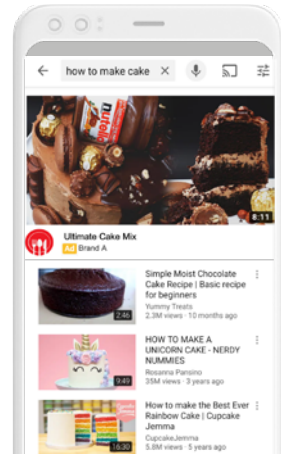 how to make cake
nutella
8:11
Ultimate Cake Mix
Ad Brand A
2:46
Simple Moist Chocolate
Cake Recipe | Basic recipe
for beginners
Yummy Treats
2.3M views · 10 months ago
9:49
HOW TO MAKE A
UNICORN CAKE - NERDY
NUMMIES
Rosanna Pansino
35M views · 3 years ago
16:30
How to make the Best Ever
Rainbow Cake | Cupcake
Jemma
CupcakeJemma
5.8M views · 5 years ago